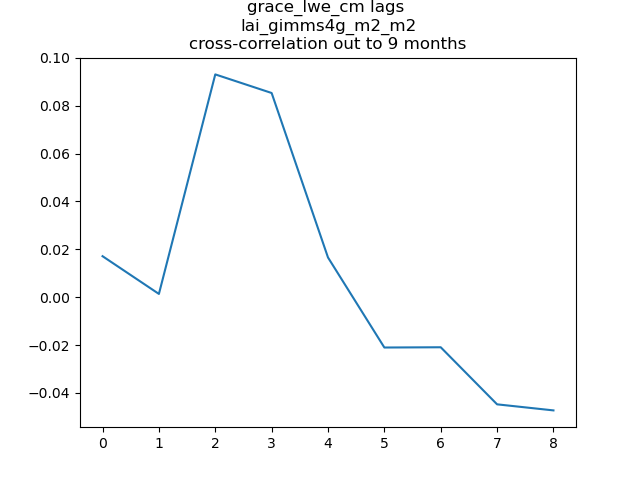 grace_lwe_cm lags
lai_gimms4g_m2_m2
cross-correlation out to 9 months
0.10
0.08
0.06
0.04
0.02
0.00
−0.02
−0.04
0 1 2 3 4 5 6 7 8